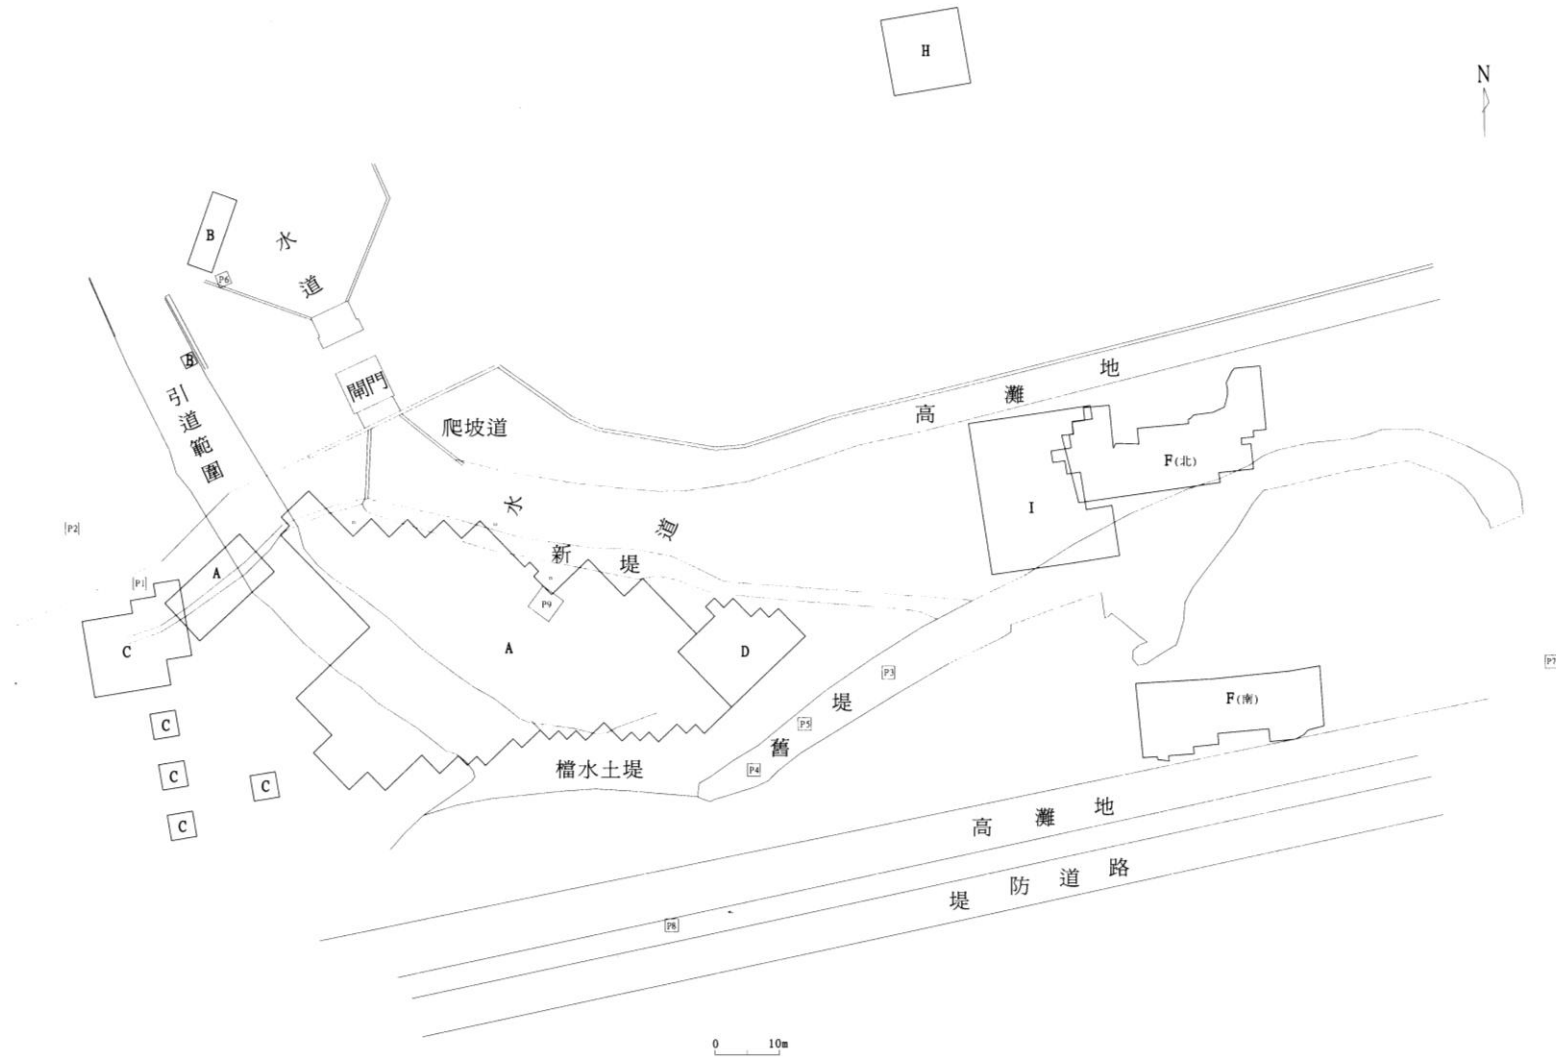 H
N
B
水道
P6
B
引道範圍
閘門
爬坡道
高灘地
F(北)
I
水道
新堤
P2
P1
A
C
P9
A
D
P3
P5
P4
舊堤
P7
F(南)
C
C
C
C
檔水土堤
高灘地
堤防道路
P8
0 10m